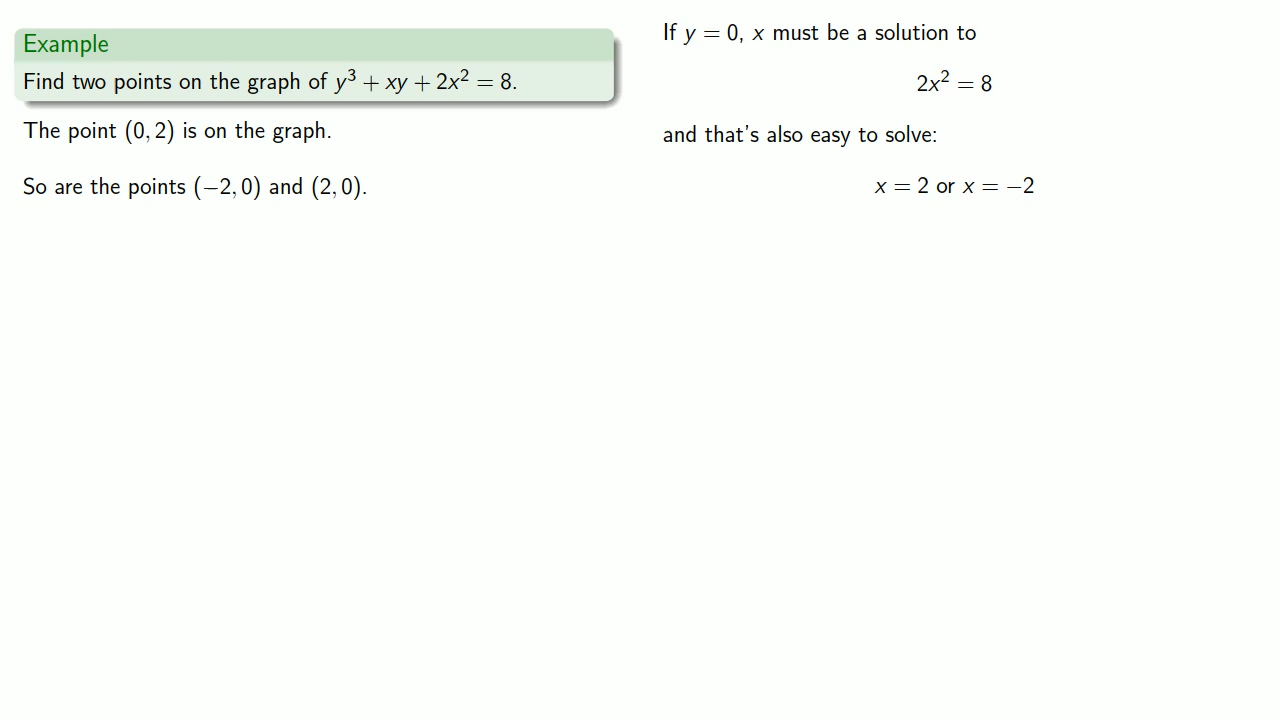 Example
Find two points on the graph of y³ + xy + 2x² = 8.
The point (0, 2) is on the graph.
So are the points (−2, 0) and (2, 0).
If y = 0, x must be a solution to
2x² = 8
and that's also easy to solve:
x = 2 or x = −2